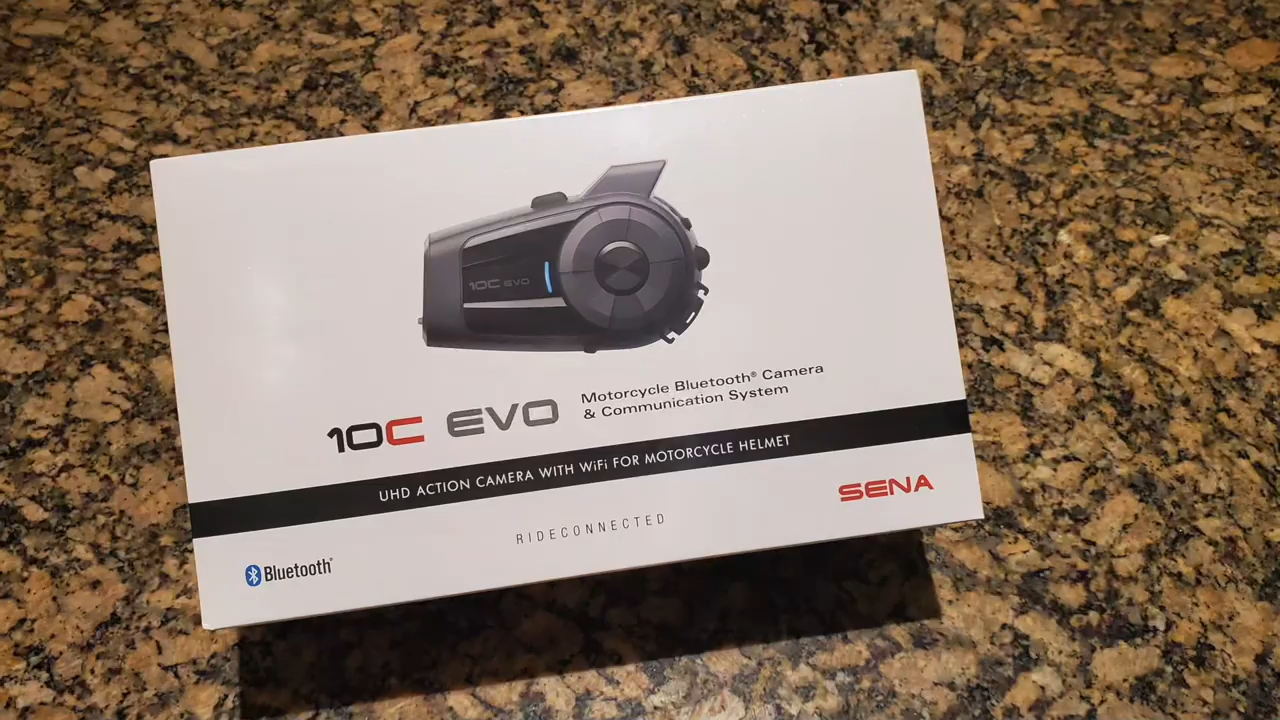 10C EVO
10C EVO
Motorcycle Bluetooth® Camera
& Communication System
UHD ACTION CAMERA WITH WiFi FOR MOTORCYCLE HELMET
SENA
RIDECONNECTED
Bluetooth®